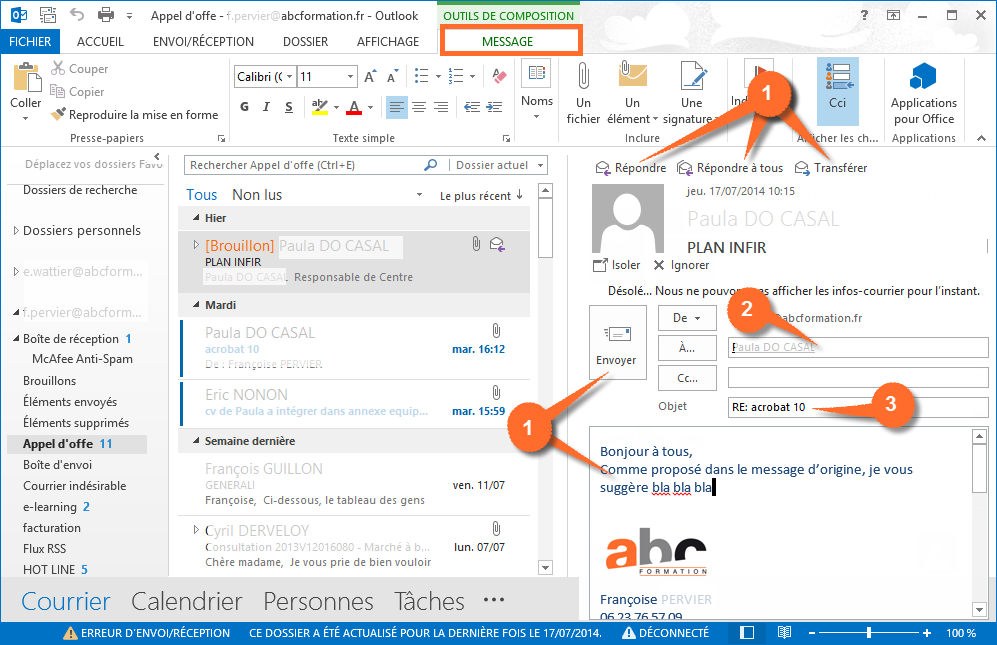 Appel d'offe - f.pervier@abcformation.fr - Outlook
OUTILS DE COMPOSITION
?
FICHIER ACCUEIL ENVOI/RÉCEPTION DOSSIER AFFICHAGE MESSAGE
Coller
Couper
Copier
Reproduire la mise en forme
Presse-papiers
Calibri (C 11
G I S
Texte simple
Noms
Un fichier
Un élément
Une signature
Inclure
1
Cci
Afficher les ch...
Applications pour Office
Applications
Déplacez vos dossiers Favo
Dossiers de recherche
Dossiers personnels
e.wattier@abcform...
f.pervier@abcform...
Boîte de réception 1
McAfee Anti-Spam
Brouillons
Éléments envoyés
Éléments supprimés
Appel d'offe 11
Boîte d'envoi
Courrier indésirable
e-learning 2
facturation
Flux RSS
HOT LINE 5
Rechercher Appel d'offe (Ctrl+E)
Dossier actuel
Tous Non lus
Le plus récent ↓
Hier
[Brouillon] Paula DO CASAL
PLAN INFIR
Paula DO CASAL Responsable de Centre
Mardi
Paula DO CASAL
acrobat 10 mar. 16:12
De : Françoise PERVIER
Eric NONON
cv de Paula a intégrer dans annexe equip... mar. 15:59
Semaine dernière
François GUILLON
GENERALI ven. 11/07
Françoise, Ci-dessous, le tableau des gens
Cyril DERVELOY
Consultation 2013V12016080 - Marché à b... lun. 07/07
Chère madame, Je vous prie de bien vouloir
Répondre Répondre à tous Transférer
jeu. 17/07/2014 10:15
Paula DO CASAL
PLAN INFIR
Isoler Ignorer
Désolé... Nous ne pouvons pas afficher les infos-courrier pour l'instant.
Envoyer
De
@abcformation.fr
2
À...
Paula DO CASAL
Cc...
Objet
RE: acrobat 10
3
1
Bonjour à tous,
Comme proposé dans le message d'origine, je vous
suggère bla bla bla
abc
FORMATION
Françoise PERVIER
06 23 76 57 09
Courrier Calendrier Personnes Tâches ...
ERREUR D'ENVOI/RÉCEPTION CE DOSSIER A ÉTÉ ACTUALISÉ POUR LA DERNIÈRE FOIS LE 17/07/2014. DÉCONNECTÉ 100 %